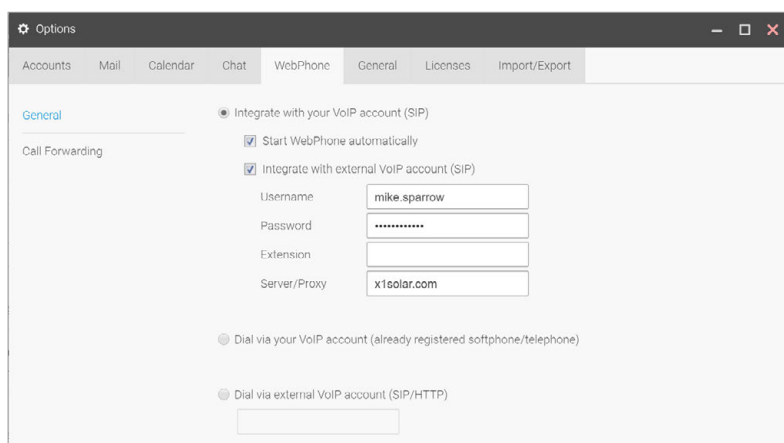 Options
Accounts Mail Calendar Chat WebPhone General Licenses Import/Export
General
Call Forwarding
Integrate with your VoIP account (SIP)
Start WebPhone automatically
Integrate with external VoIP account (SIP)
Username mike.sparrow
Password ••••••••••••
Extension
Server/Proxy x1solar.com
Dial via your VoIP account (already registered softphone/telephone)
Dial via external VoIP account (SIP/HTTP)